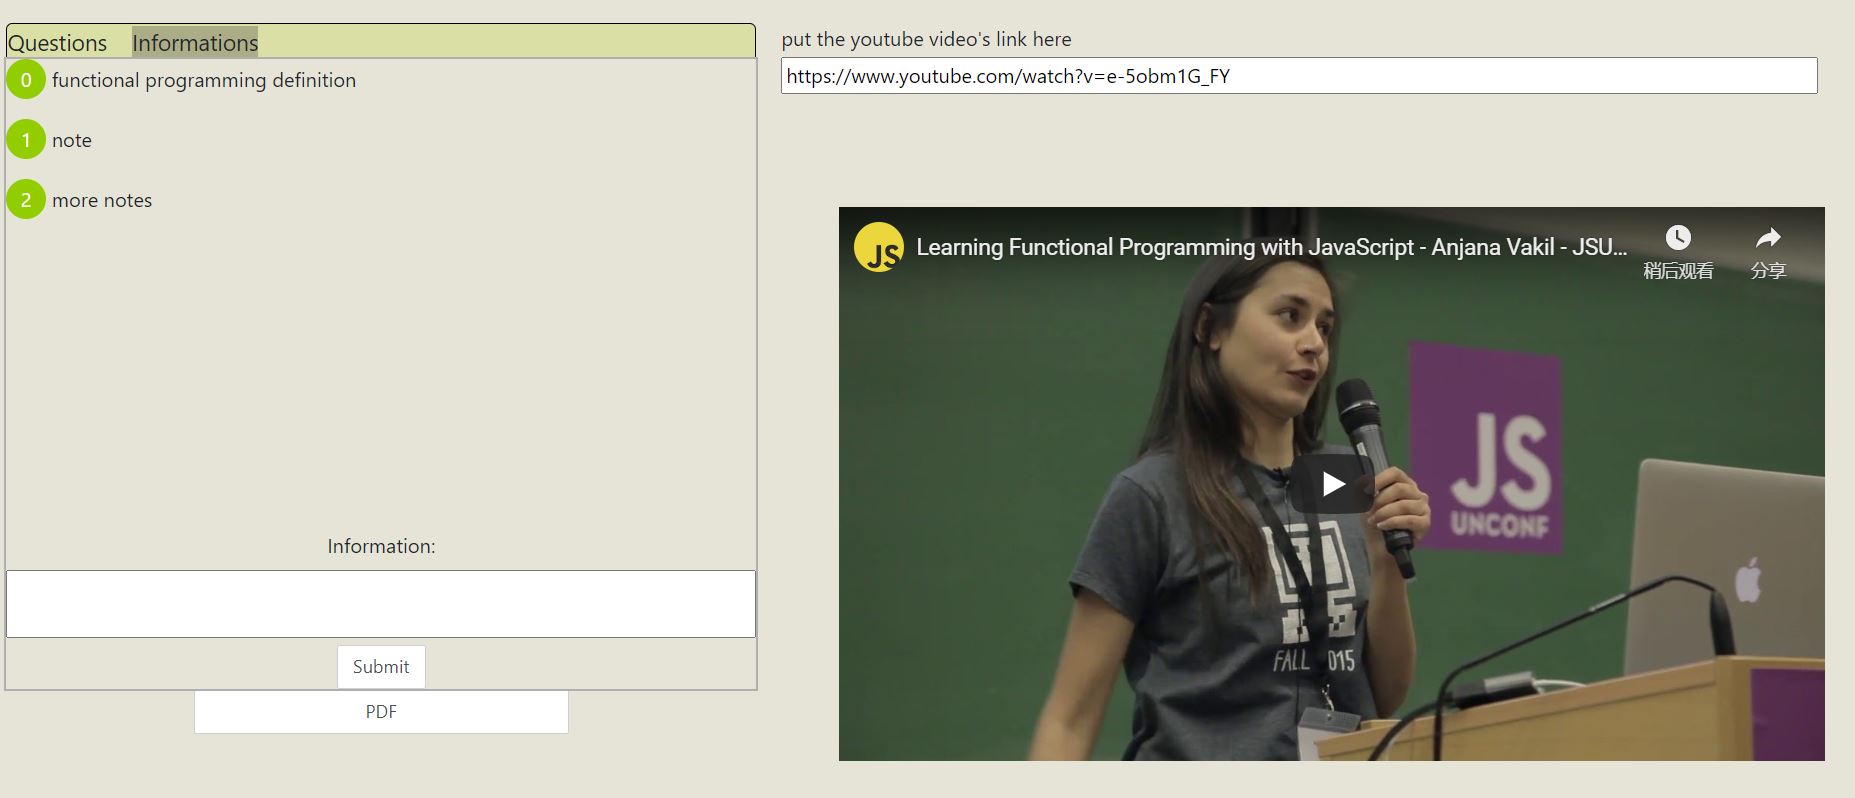 Questions Informations
0 functional programming definition
1 note
2 more notes
Information:
Submit
PDF
put the youtube video's link here
https://www.youtube.com/watch?v=e-5obm1G_FY
JS Learning Functional Programming with JavaScript - Anjana Vakil - JSU...
稍后观看
分享
JS
UNCONF
FALL 2015